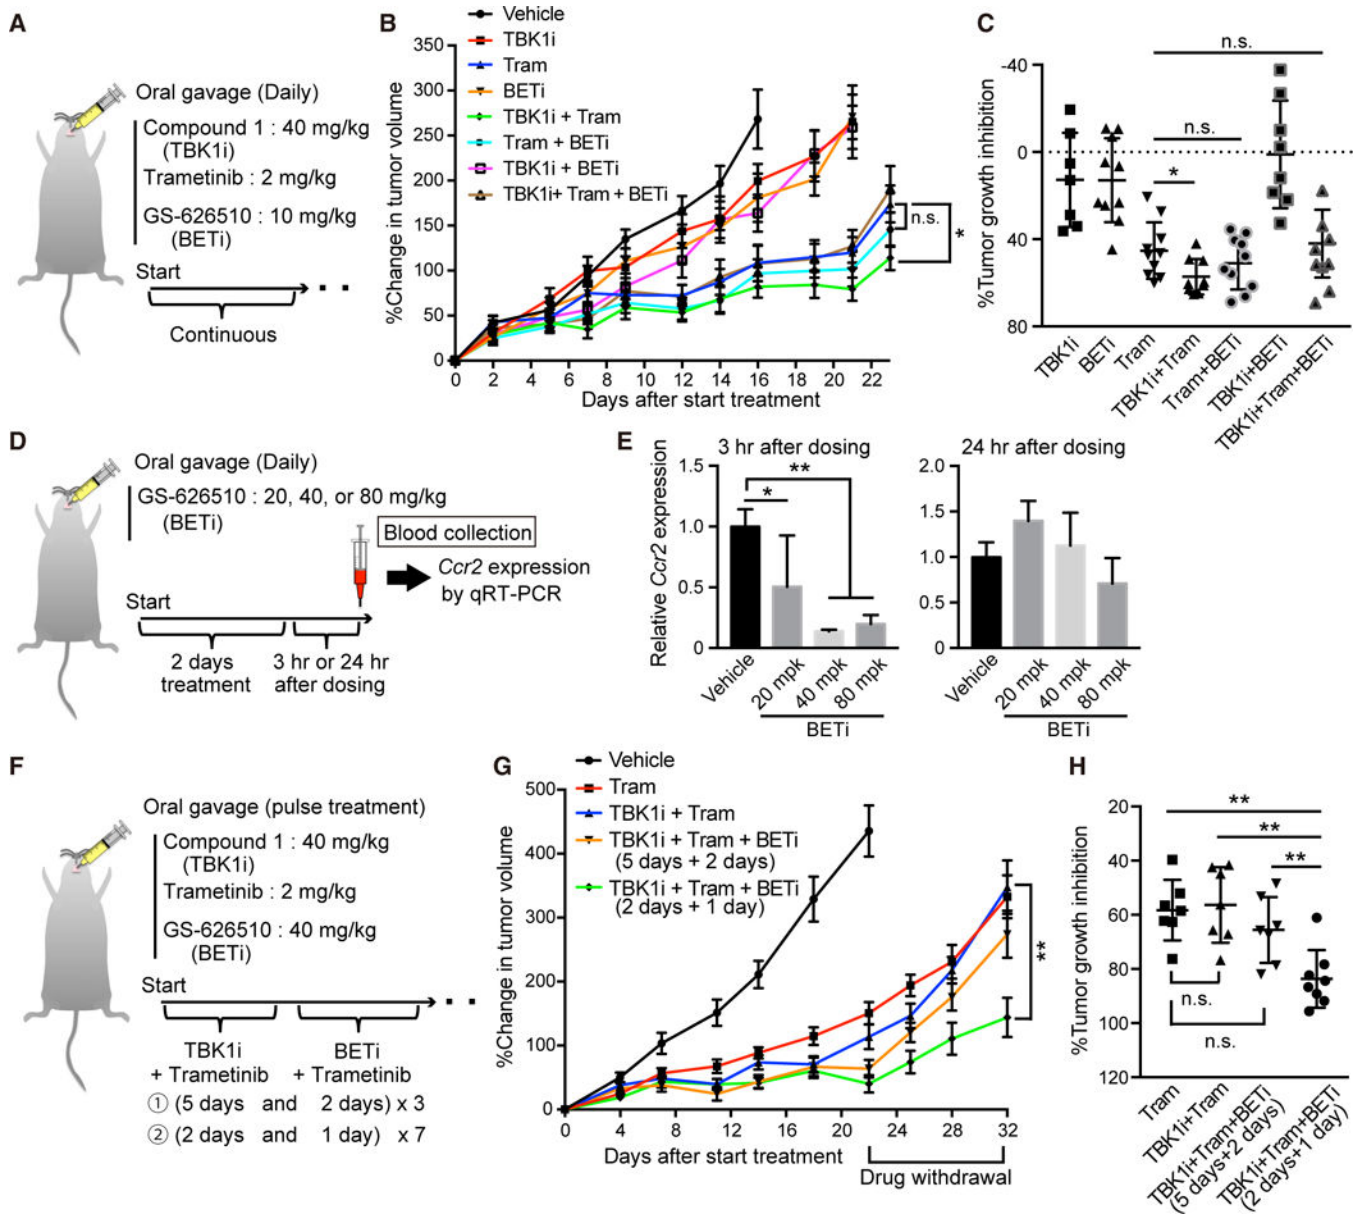 A
Oral gavage (Daily)
Compound 1 : 40 mg/kg
(TBK1i)
Trametinib : 2 mg/kg
GS-626510 : 10 mg/kg
(BETi)
Start
Continuous
B
Vehicle
TBK1i
Tram
BETi
TBK1i + Tram
Tram + BETi
TBK1i + BETi
TBK1i+ Tram + BETi
%Change in tumor volume
350
300
250
200
150
100
50
0
n.s.
*
0 2 4 6 8 10 12 14 16 18 20 22
Days after start treatment
C
n.s.
n.s.
*
%Tumor growth inhibition
-40
0
40
80
TBK1i
BETi
Tram
TBK1i+Tram
Tram+BETi
TBK1i+BETi
TBK1i+Tram+BETi
D
Oral gavage (Daily)
GS-626510 : 20, 40, or 80 mg/kg
(BETi)
Blood collection
Ccr2 expression
by qRT-PCR
Start
2 days
treatment
3 hr or 24 hr
after dosing
E
3 hr after dosing
Relative Ccr2 expression
1.5
1.0
0.5
0
*
**
Vehicle
20 mpk
40 mpk
80 mpk
BETi
24 hr after dosing
2.0
1.5
1.0
0.5
0
Vehicle
20 mpk
40 mpk
80 mpk
BETi
F
Oral gavage (pulse treatment)
Compound 1 : 40 mg/kg
(TBK1i)
Trametinib : 2 mg/kg
GS-626510 : 40 mg/kg
(BETi)
Start
TBK1i
+ Trametinib
BETi
+ Trametinib
① (5 days and 2 days) x 3
② (2 days and 1 day) x 7
G
Vehicle
Tram
TBK1i + Tram
TBK1i + Tram + BETi
(5 days + 2 days)
TBK1i + Tram + BETi
(2 days + 1 day)
%Change in tumor volume
500
400
300
200
100
0
**
0 4 8 12 16 20 24 28 32
Days after start treatment
Drug withdrawal
H
**
**
**
n.s.
n.s.
%Tumor growth inhibition
20
40
60
80
100
120
Tram
TBK1i+Tram
TBK1i+Tram+BETi
(5 days+2 days)
TBK1i+Tram+BETi
(2 days+1 day)